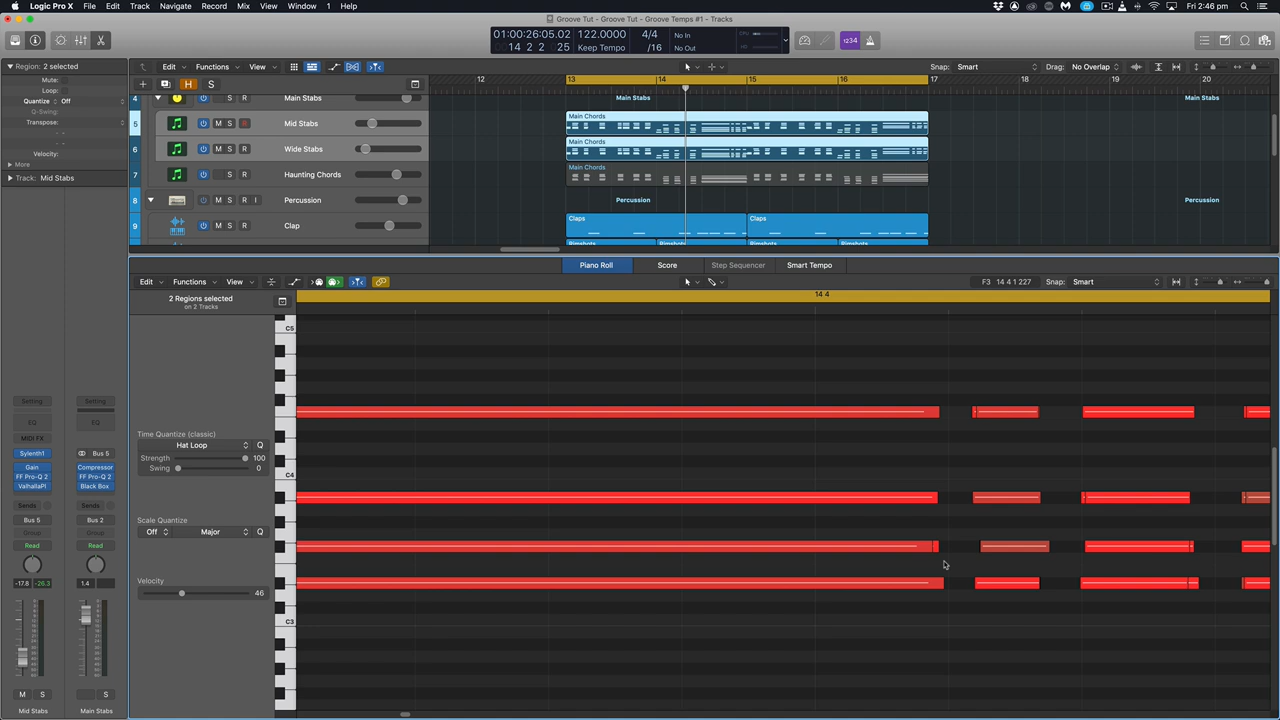 Logic Pro X File Edit Track Navigate Record Mix View Window 1 Help Fri 2:46 pm
Groove Tut - Groove Temps #1 - Tracks
01:00:26:05.02 122.0000 4/4 No In
14 2 2 25 Keep Tempo /16 No Out
1234
Region: 2 selected
Edit Functions View Snap: Smart Drag: No Overlap
Mute:
Loop:
Quantize Off
Q-Swing:
Transpose:
Velocity:
More
Track: Mid Stabs
H S
12 13 14 15 16 17 18 19 20
4 M S R Main Stabs Main Stabs Main Stabs
5 M S R Mid Stabs Main Chords
6 M S R Wide Stabs Main Chords
7 M S R Haunting Chords Main Chords
8 M S R I Percussion Percussion Percussion
9 M S R Clap Claps Claps
Rimshots Rimshots Rimshots Rimshots
Piano Roll Score Step Sequencer Smart Tempo
Edit Functions View F3 14 4 1 227 Snap: Smart
2 Regions selected
on 2 Tracks
14 4
C5
C4
C3
Time Quantize (classic)
Hat Loop Q
Strength 100
Swing 0
Scale Quantize
Off Major Q
Velocity
46
Setting Setting
EQ EQ
MIDI FX
Sylenth1 Bus 5
Gain Compressor
FF Pro-Q 2 FF Pro-Q 2
ValhallaPl Black Box
Sends Sends
Bus 5 Bus 2
Group Group
Read Read
-17.8 -26.3 1.4
M S S
Mid Stabs Main Stabs